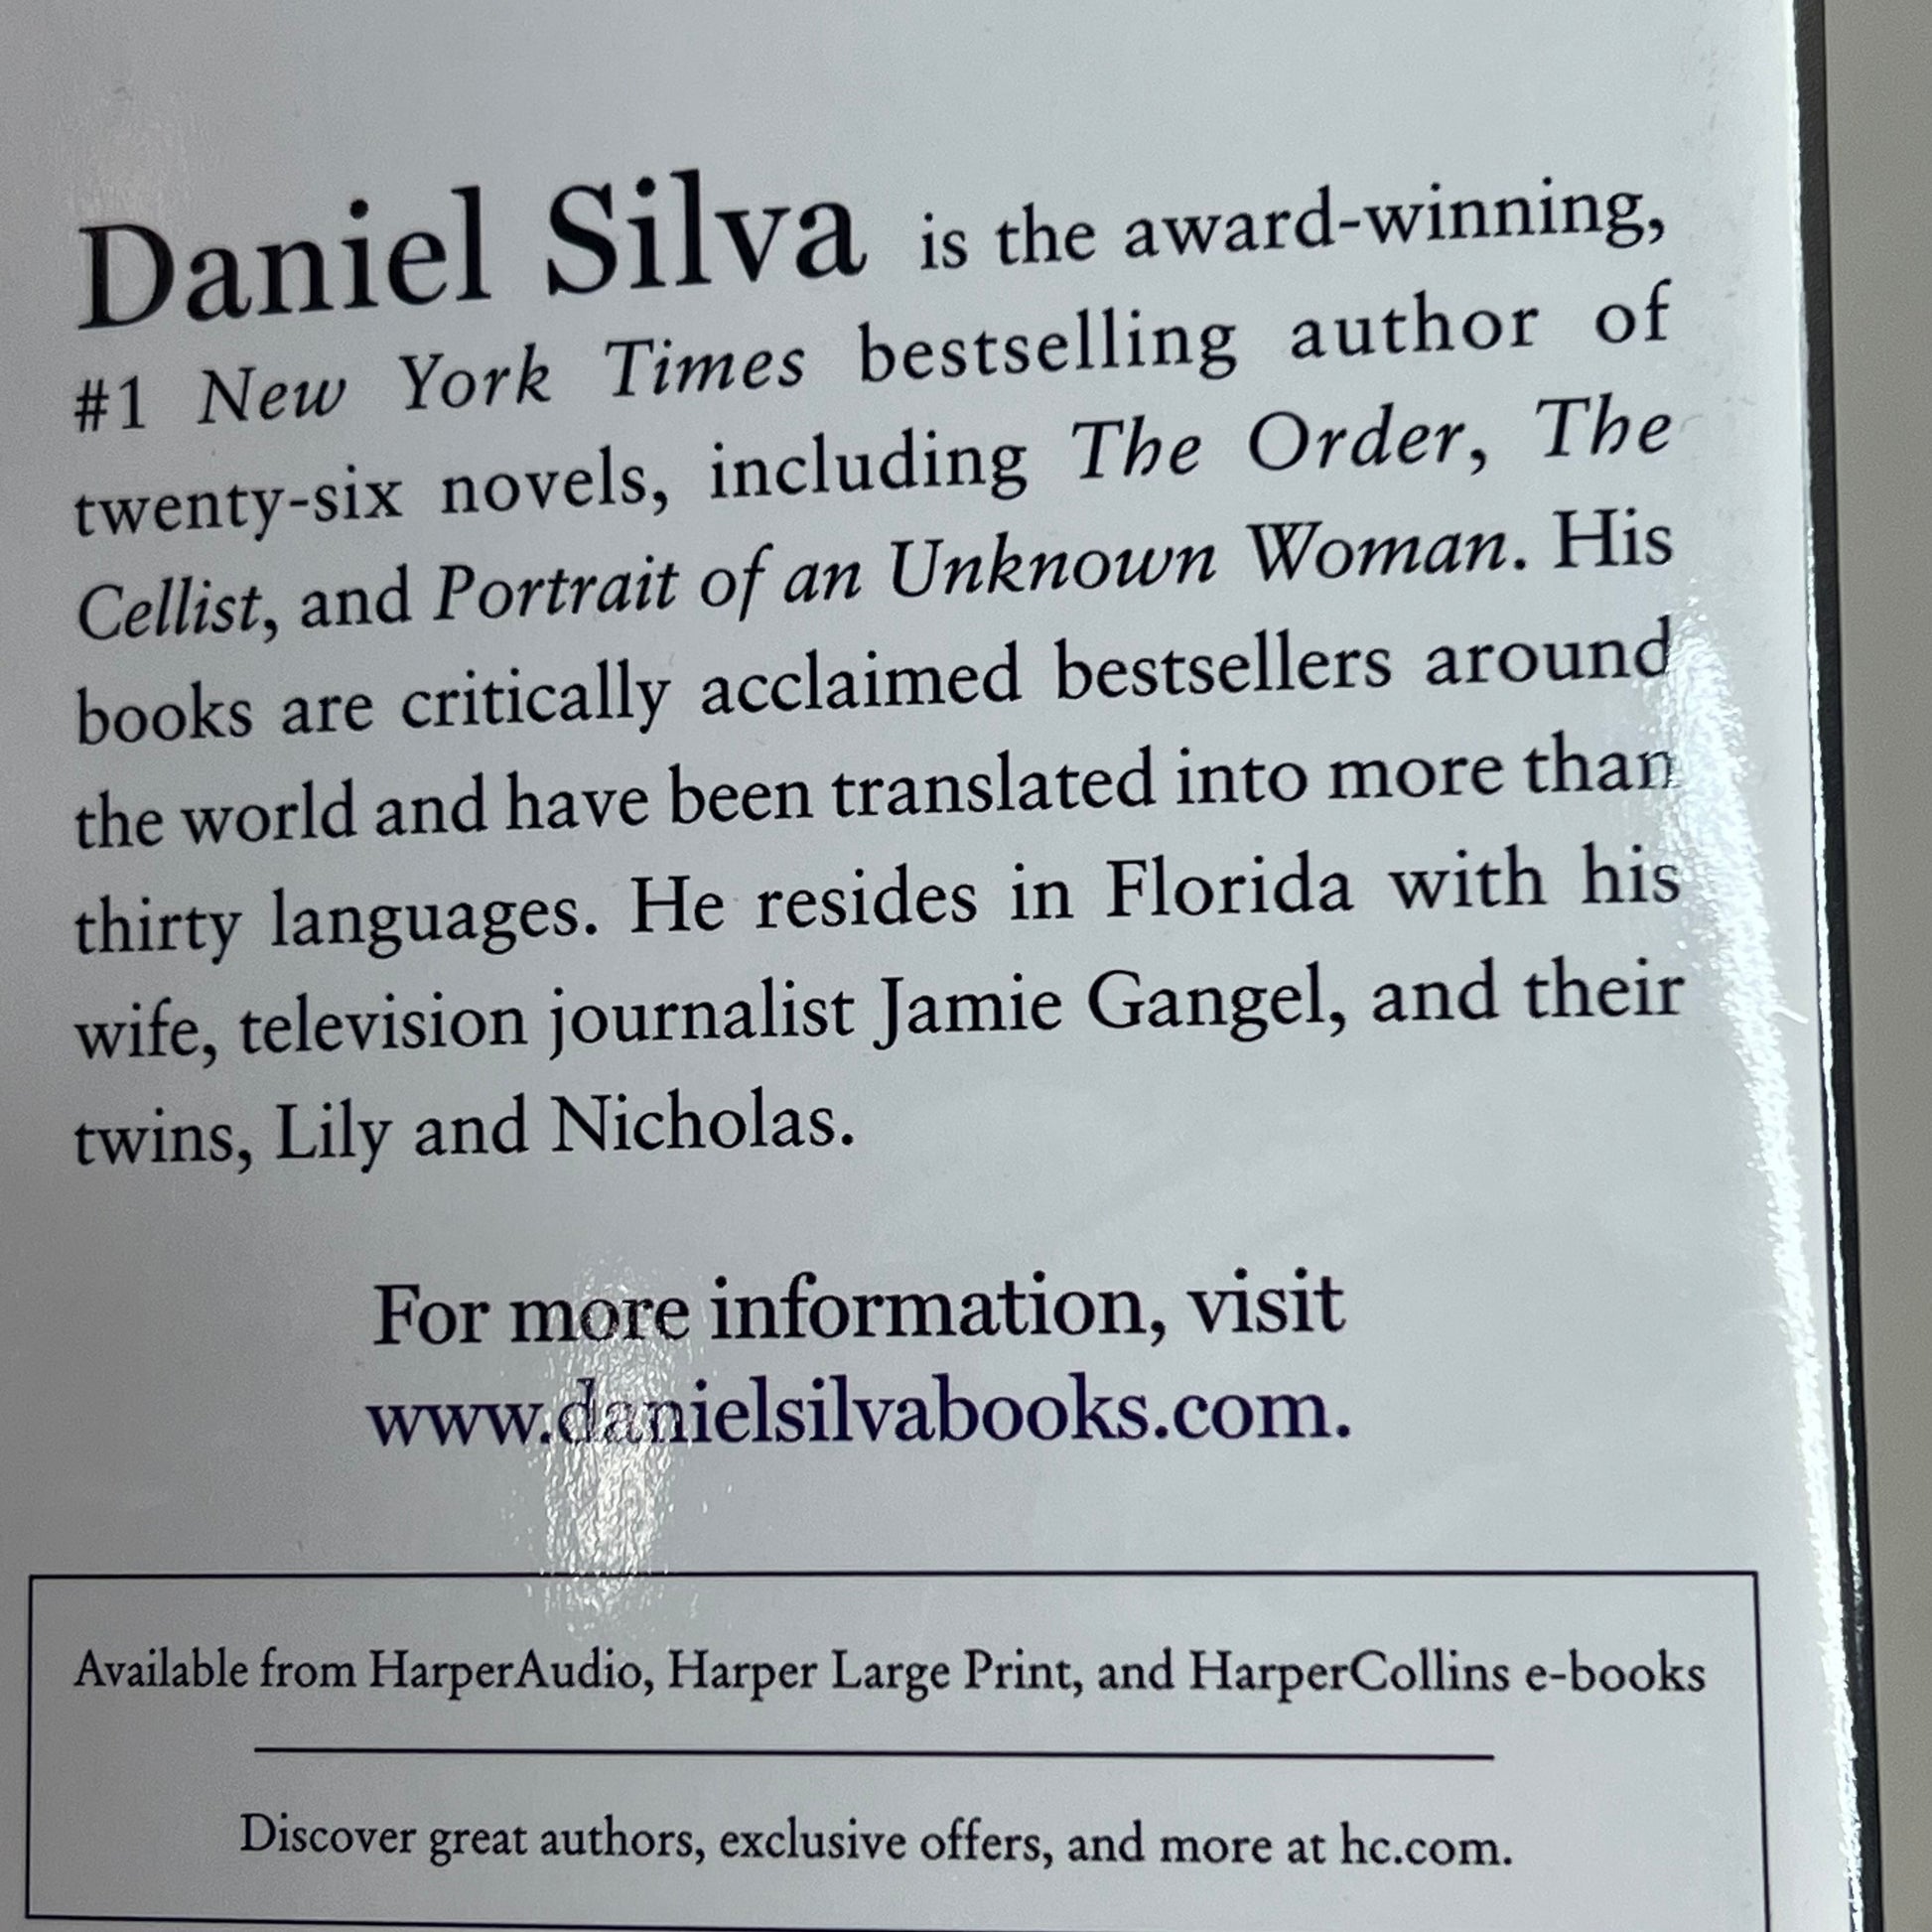 Daniel Silva is the award-winning,
#1 New York Times bestselling author of
twenty-six novels, including The Order, The
Cellist, and Portrait of an Unknown Woman. His
books are critically acclaimed bestsellers around
the world and have been translated into more than
thirty languages. He resides in Florida with his
wife, television journalist Jamie Gangel, and their
twins, Lily and Nicholas.
For more information, visit
www.danielsilvabooks.com.
Available from HarperAudio, Harper Large Print, and HarperCollins e-books
Discover great authors, exclusive offers, and more at hc.com.